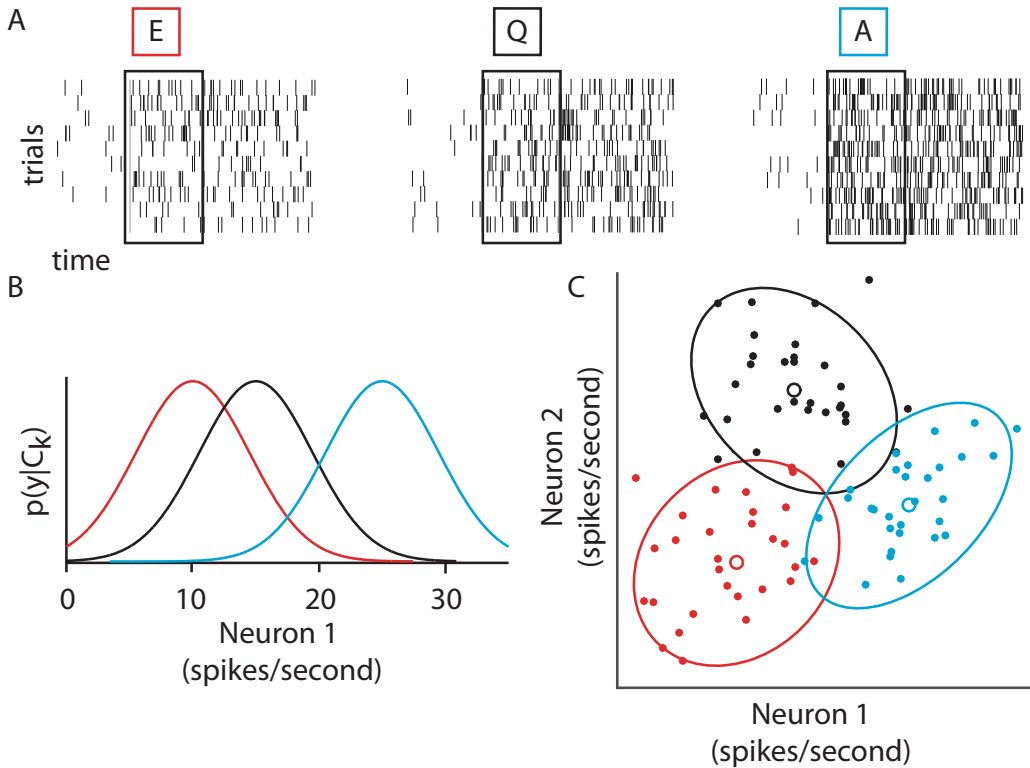 A
E
Q
A
trials
time
B
p(y|Ck)
0
10
20
30
Neuron 1
(spikes/second)
C
Neuron 2
(spikes/second)
Neuron 1
(spikes/second)